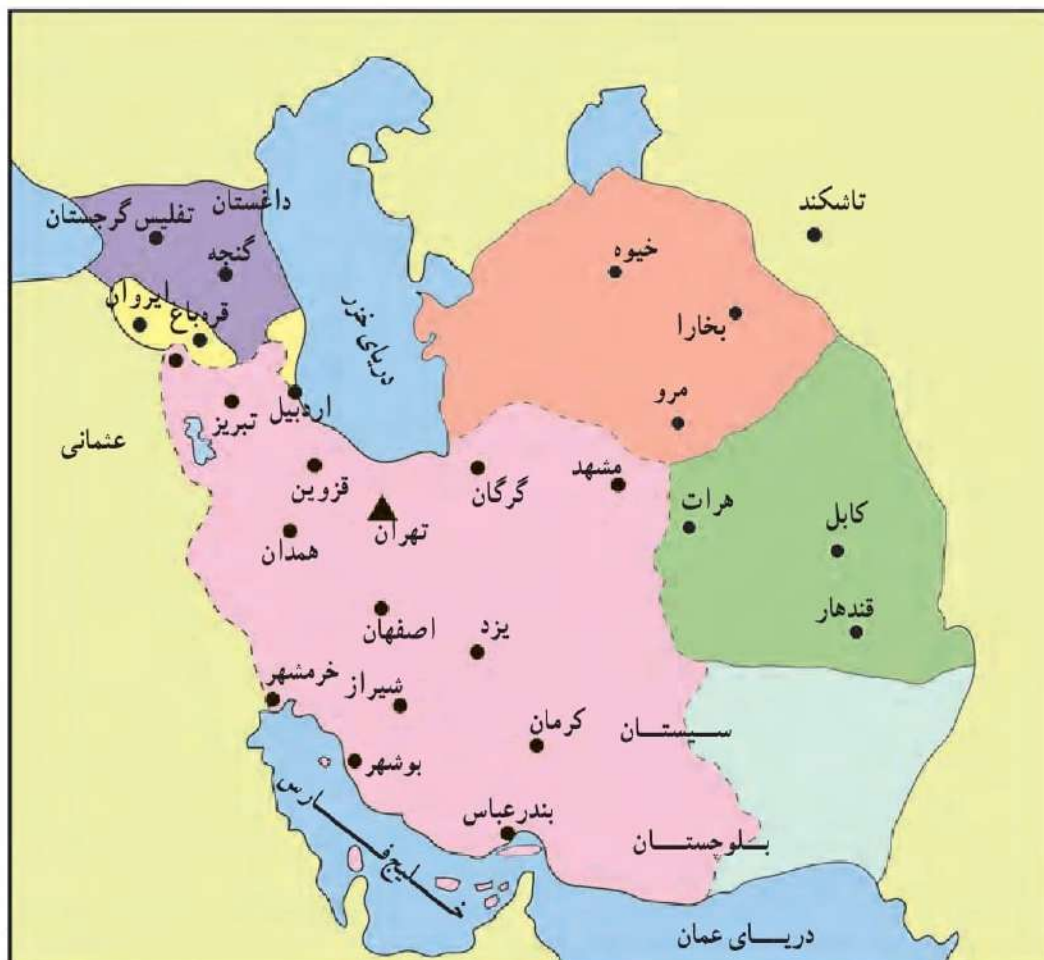 داغستان
تفلیس گرجستان
گنجه
ایروان
قره‌باغ
دریای خزر
اردبیل
تبریز
عثمانی
تاشکند
خیوه
بخارا
مرو
مشهد
گرگان
قزوین
تهران
همدان
هرات
کابل
قندهار
اصفهان
یزد
خرمشهر
شیراز
کرمان
سیستان
بوشهر
بندرعباس
بلوچستان
خلیج فارس
دریای عمان